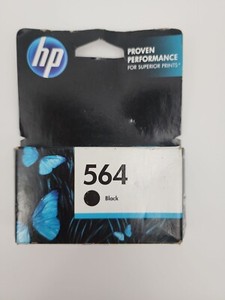 hp
PROVEN
PERFORMANCE
FOR SUPERIOR PRINTS
564
Black